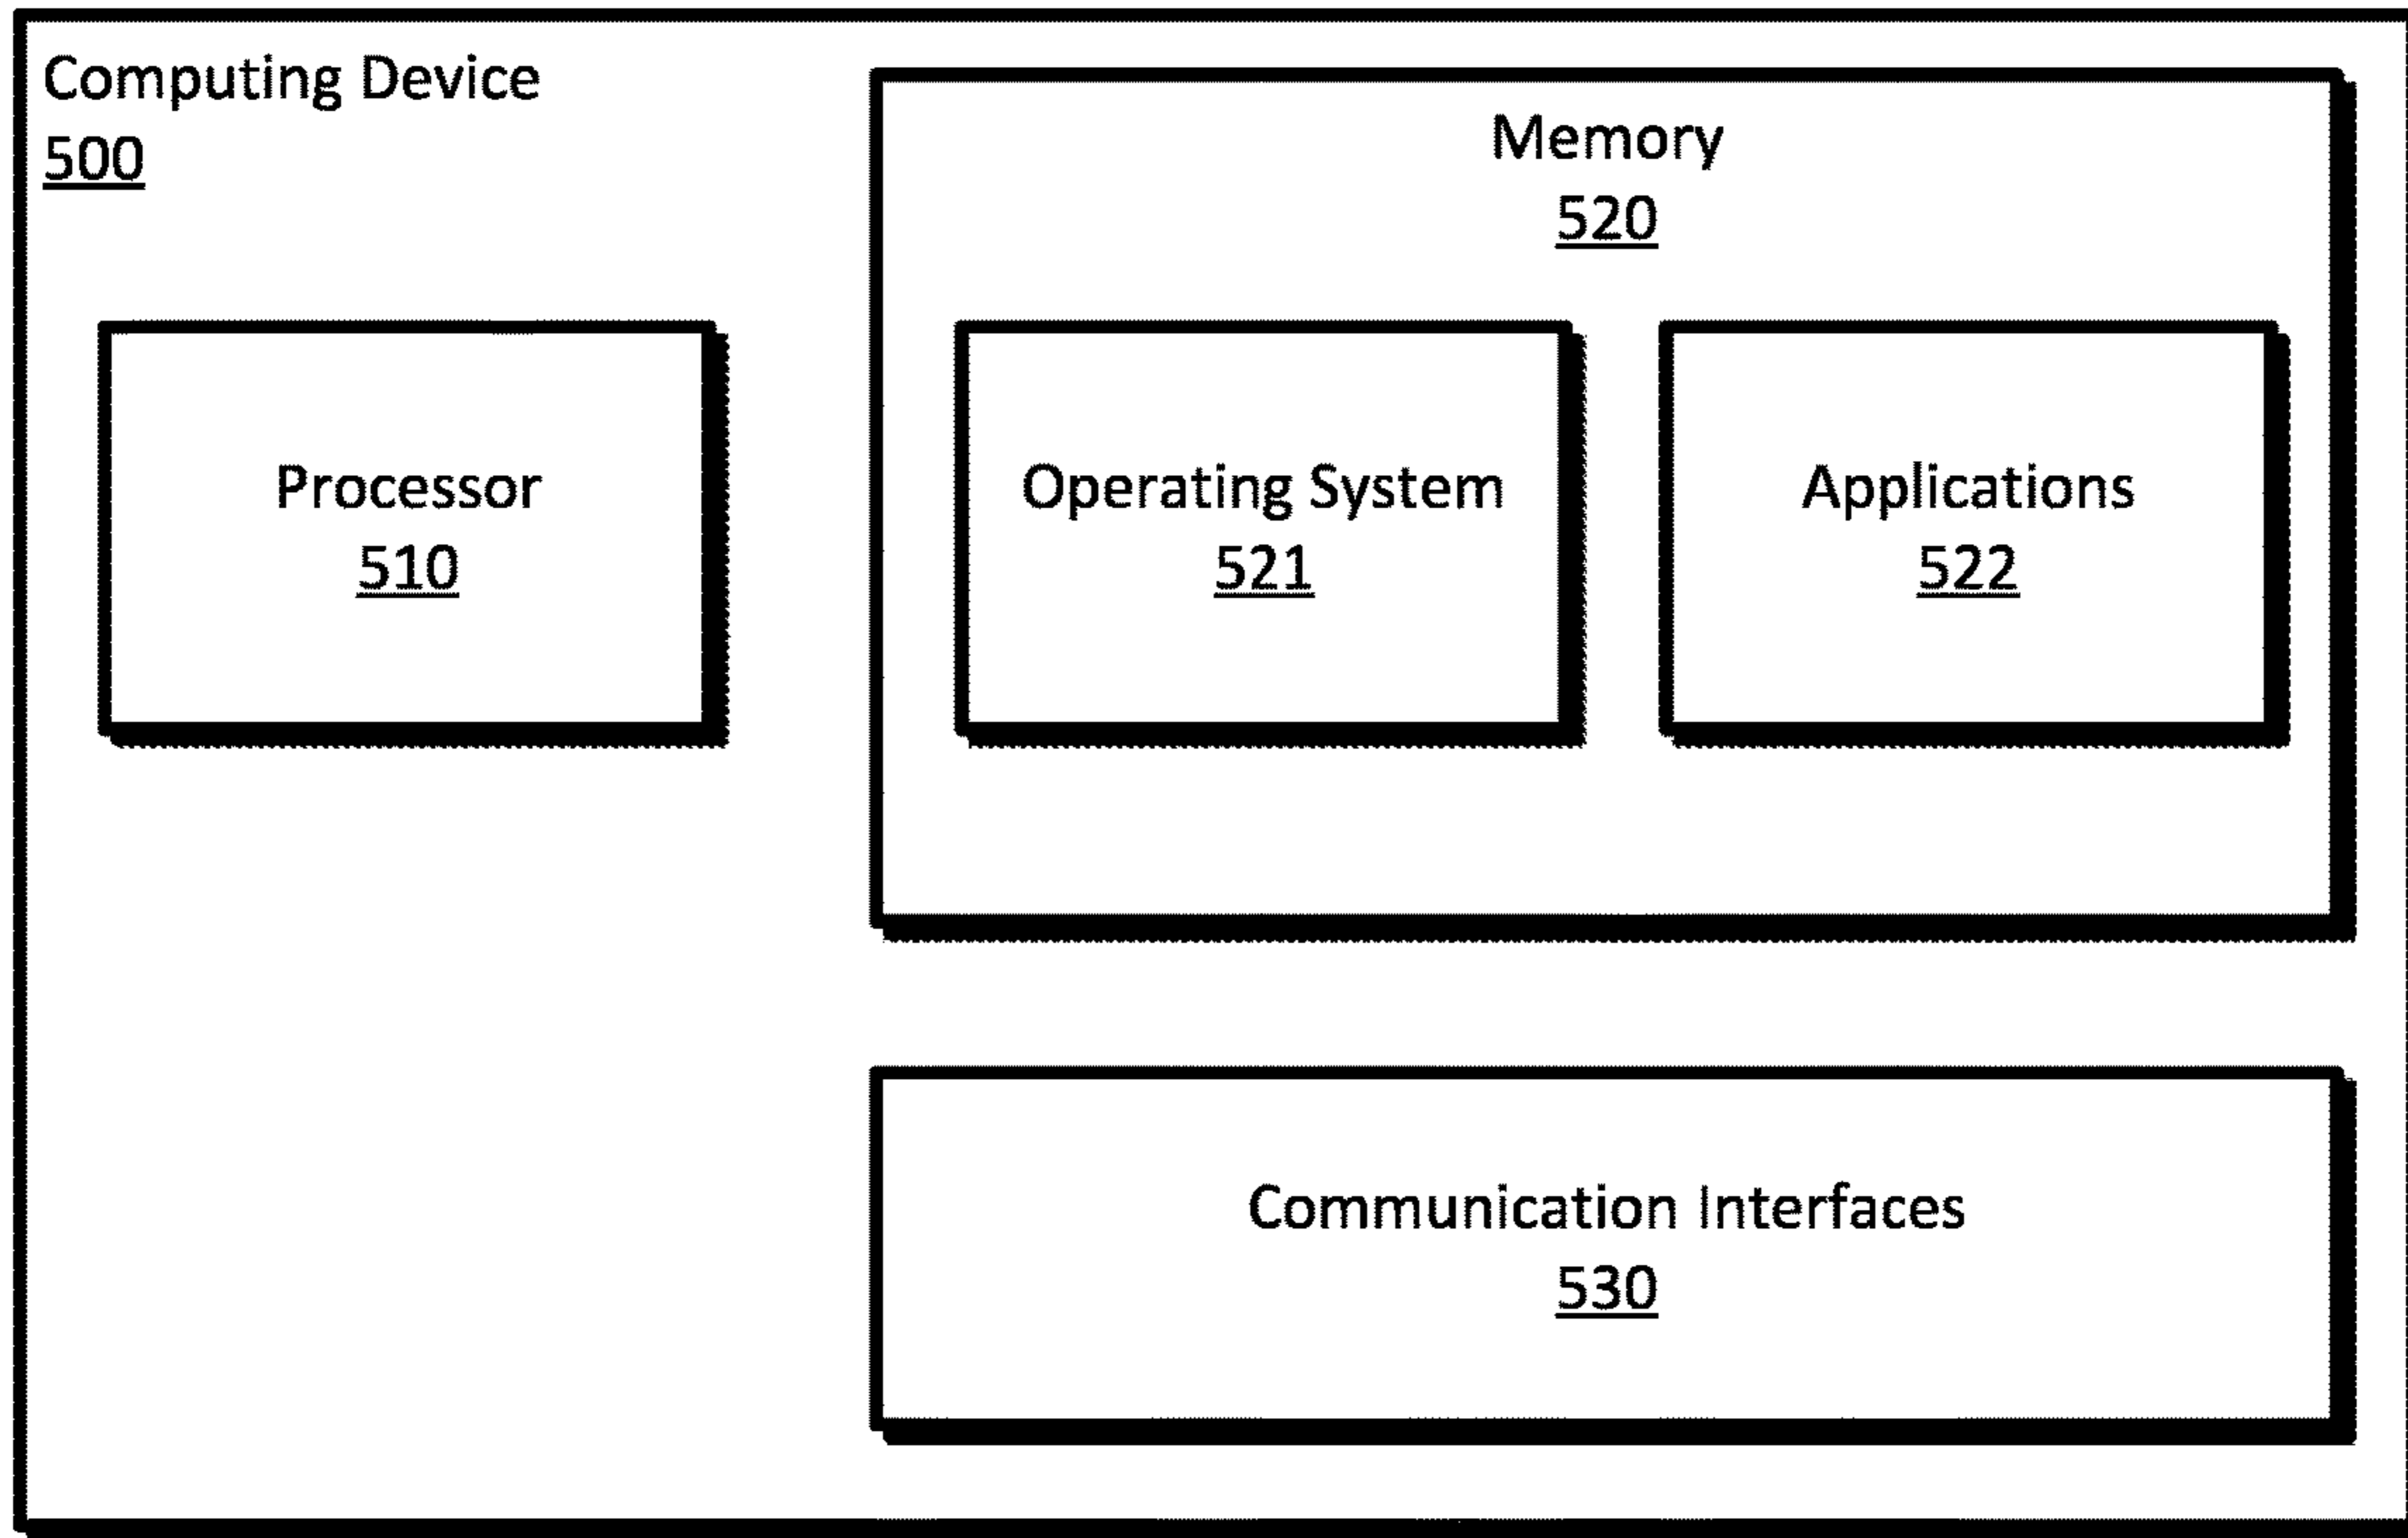 Computing Device
500
Memory
520
Processor
510
Operating System
521
Applications
522
Communication Interfaces
530